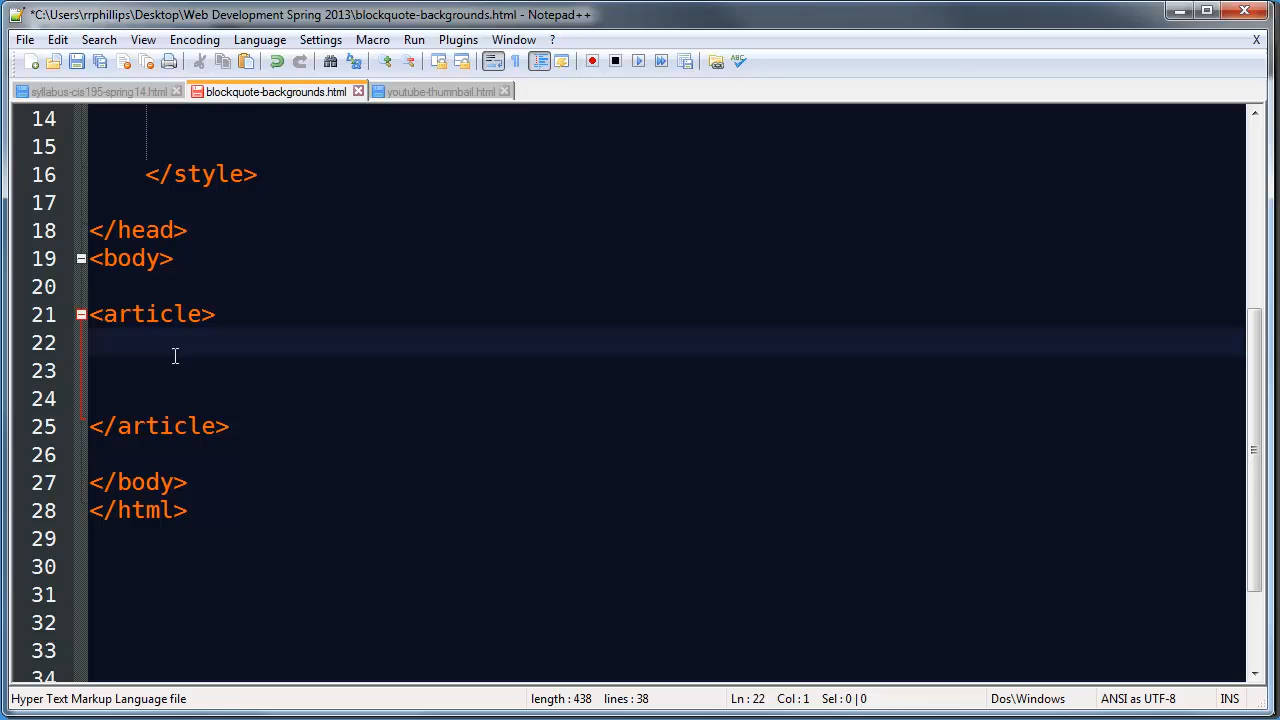 *C:\Users\rrphillips\Desktop\Web Development Spring 2013\blockquote-backgrounds.html - Notepad++
File Edit Search View Encoding Language Settings Macro Run Plugins Window ? X
syllabus-cis195-spring14.html blockquote-backgrounds.html youtube-thumnbail.html
14
15
16 </style>
17
18 </head>
19 <body>
20
21 <article>
22
23
24
25 </article>
26
27 </body>
28 </html>
29
30
31
32
33
34
Hyper Text Markup Language file length : 438 lines : 38 Ln : 22 Col : 1 Sel : 0 | 0 Dos\Windows ANSI as UTF-8 INS